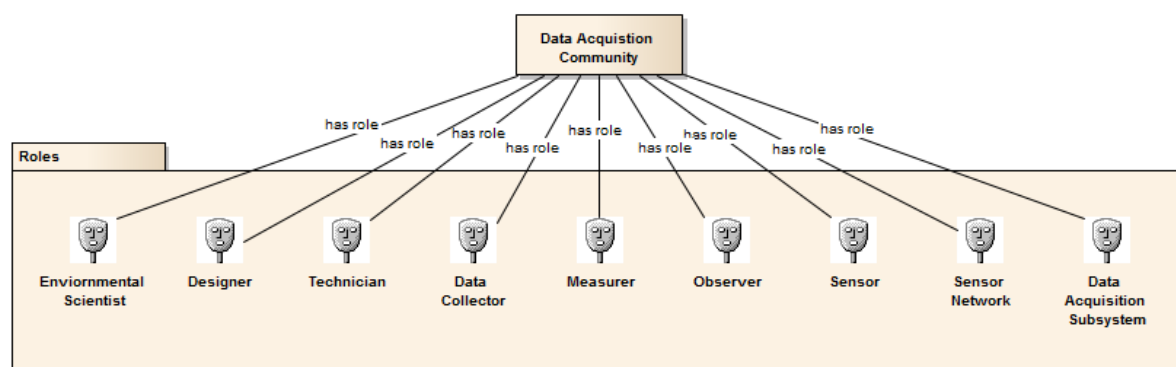 Data Acquistion
Community
has role
has role
has role
has role
has role
has role
has role
has role
has role
Roles
Enviornmental
Scientist
Designer
Technician
Data
Collector
Measurer
Observer
Sensor
Sensor
Network
Data
Acquisition
Subsystem